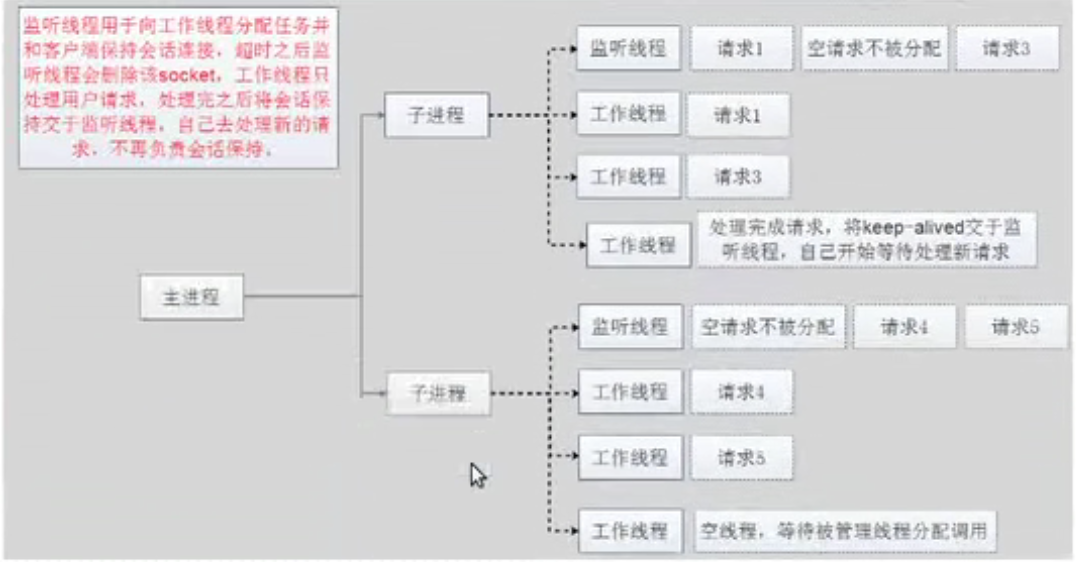 监听线程用于向工作线程分配任务并
和客户端保持会话连接，超时之后监
听线程会删除该socket，工作线程只
处理用户请求，处理完之后将会话保
持交于监听线程，自己去处理新的请
求，不再负责会话保持。
监听线程 请求1 空请求不被分配 请求3
子进程
工作线程 请求1
工作线程 请求3
工作线程
处理完成请求，将keep-alived交于监
听线程，自己开始等待处理新请求
主进程
监听线程 空请求不被分配 请求4 请求5
子进程
工作线程 请求4
工作线程 请求5
工作线程 空线程，等待被管理线程分配调用